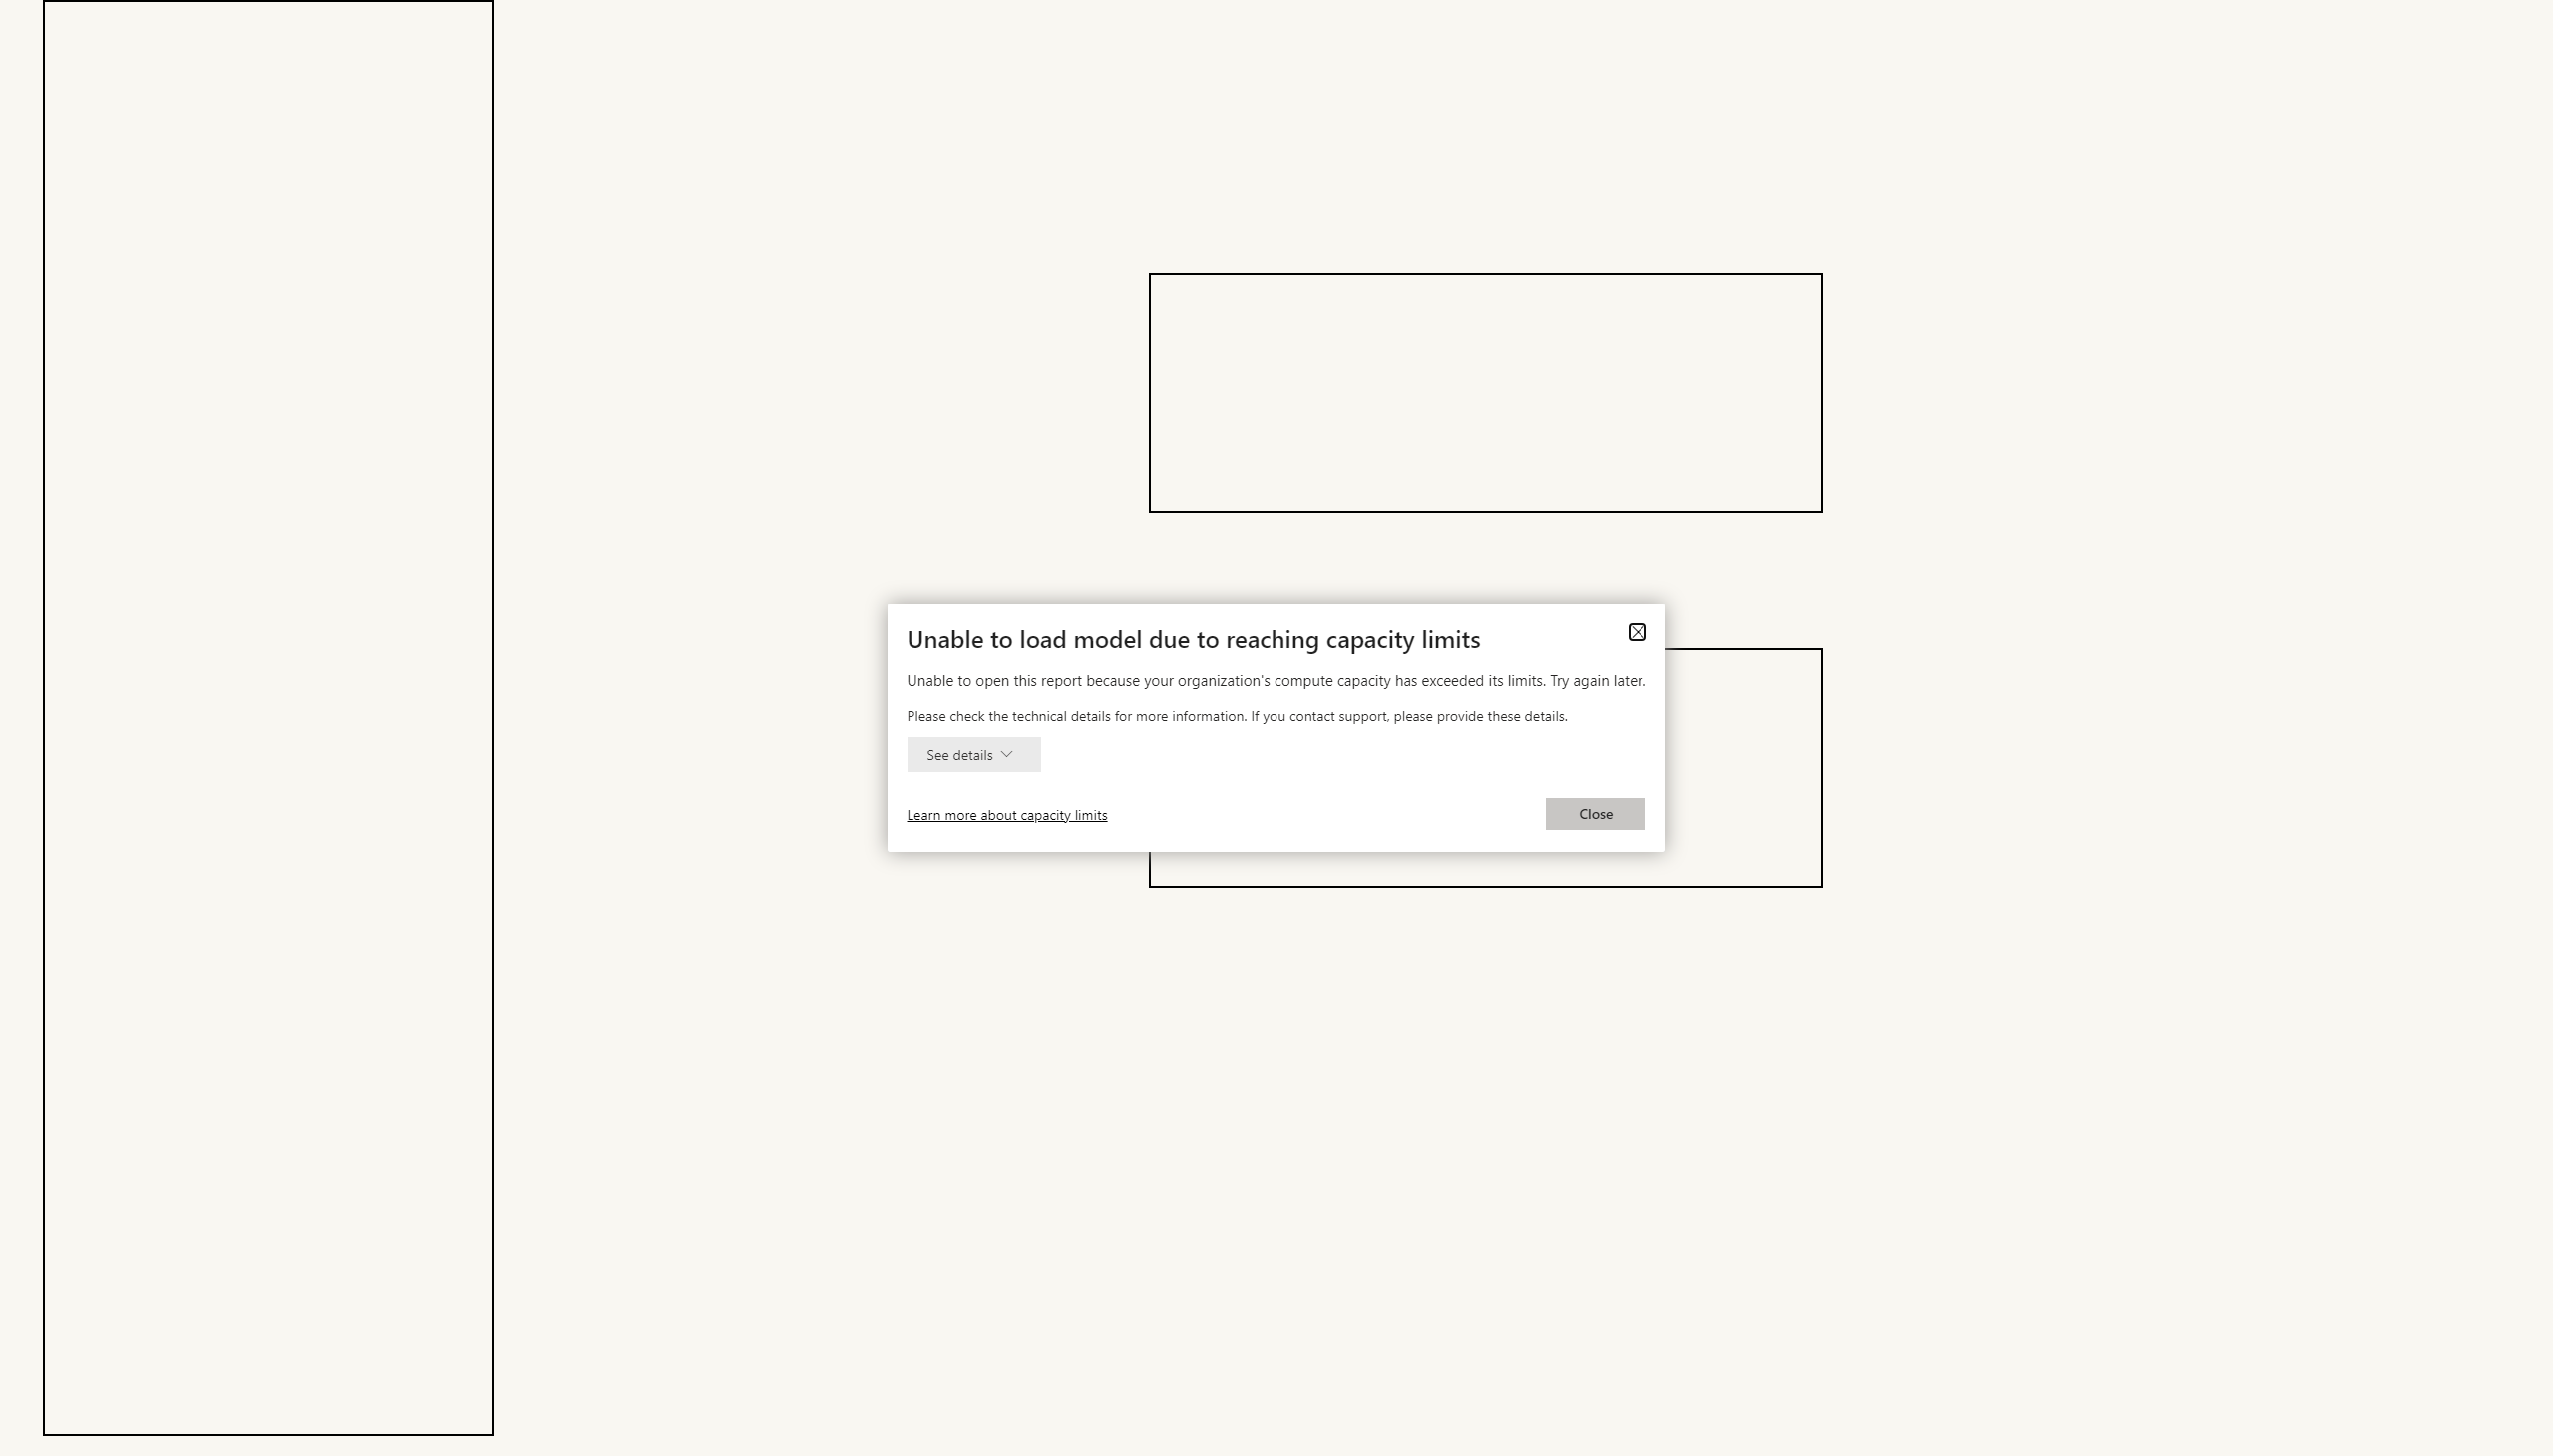 Unable to load model due to reaching capacity limits
Unable to open this report because your organization's compute capacity has exceeded its limits. Try again later.
Please check the technical details for more information. If you contact support, please provide these details.
See details
Learn more about capacity limits
Close